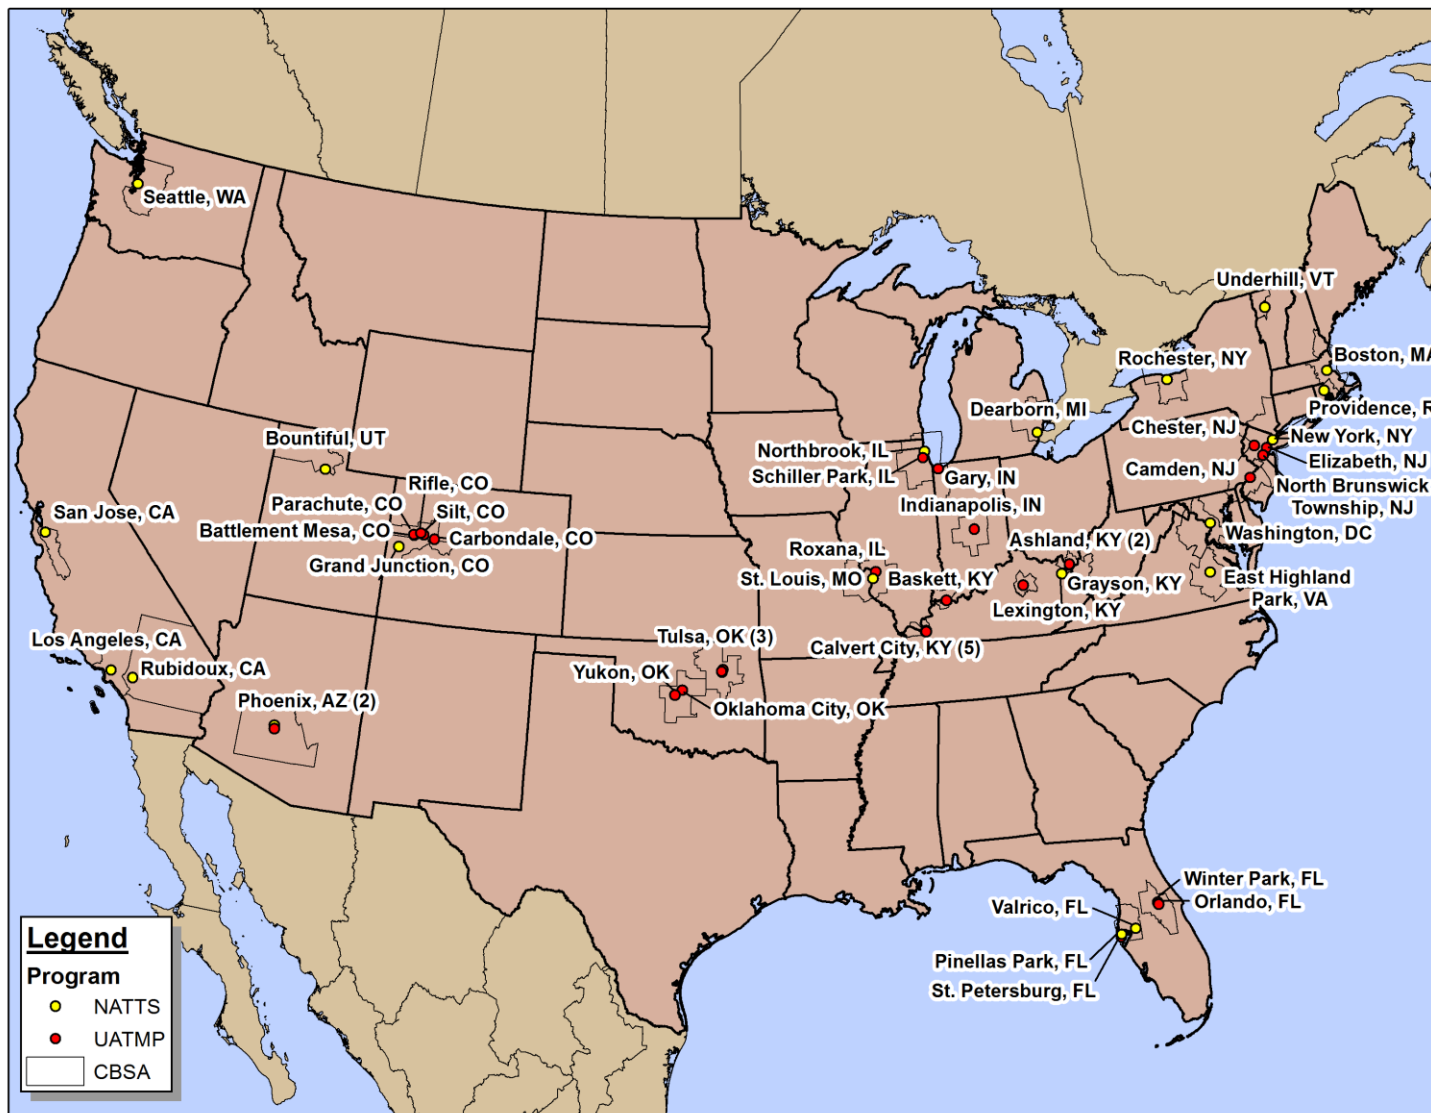 Seattle, WA
Underhill, VT
Rochester, NY
Boston, MA
Dearborn, MI
Providence, R
Chester, NJ
New York, NY
Bountiful, UT
Northbrook, IL
Elizabeth, NJ
Schiller Park, IL
Gary, IN
Camden, NJ
North Brunswick
Township, NJ
Rifle, CO
Parachute, CO
Silt, CO
San Jose, CA
Battlement Mesa, CO
Carbondale, CO
Indianapolis, IN
Washington, DC
Grand Junction, CO
Roxana, IL
Ashland, KY (2)
St. Louis, MO
Baskett, KY
Grayson, KY
East Highland
Park, VA
Lexington, KY
Los Angeles, CA
Tulsa, OK (3)
Calvert City, KY (5)
Rubidoux, CA
Yukon, OK
Phoenix, AZ (2)
Oklahoma City, OK
Winter Park, FL
Valrico, FL
Orlando, FL
Pinellas Park, FL
St. Petersburg, FL
Legend
Program
NATTS
UATMP
CBSA